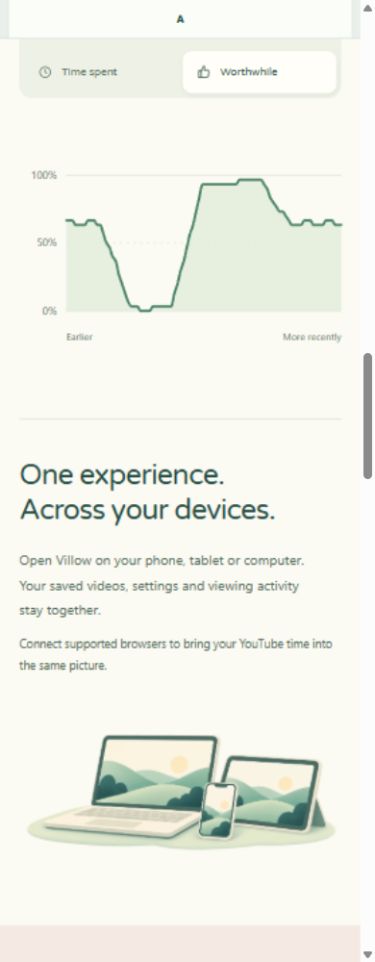 A
Time spent
Worthwhile
100%
50%
0%
Earlier
More recently
One experience.
Across your devices.
Open Villow on your phone, tablet or computer.
Your saved videos, settings and viewing activity
stay together.
Connect supported browsers to bring your YouTube time into
the same picture.